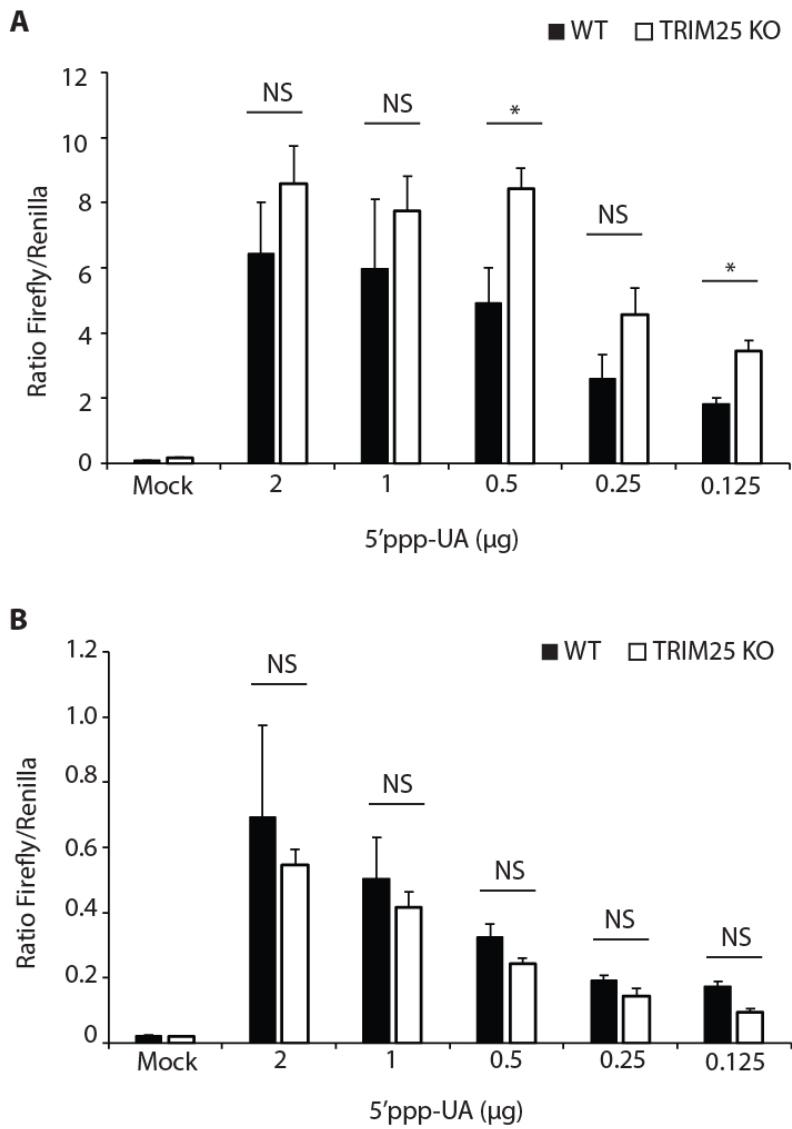 A
WT TRIM25 KO
12
10
8
6
4
2
0
Ratio Firefly/Renilla
NS
NS
*
NS
*
Mock 2 1 0.5 0.25 0.125
5'ppp-UA (µg)
B
WT TRIM25 KO
1.2
1.0
0.8
0.6
0.4
0.2
0
Ratio Firefly/Renilla
NS
NS
NS
NS
NS
Mock 2 1 0.5 0.25 0.125
5'ppp-UA (µg)